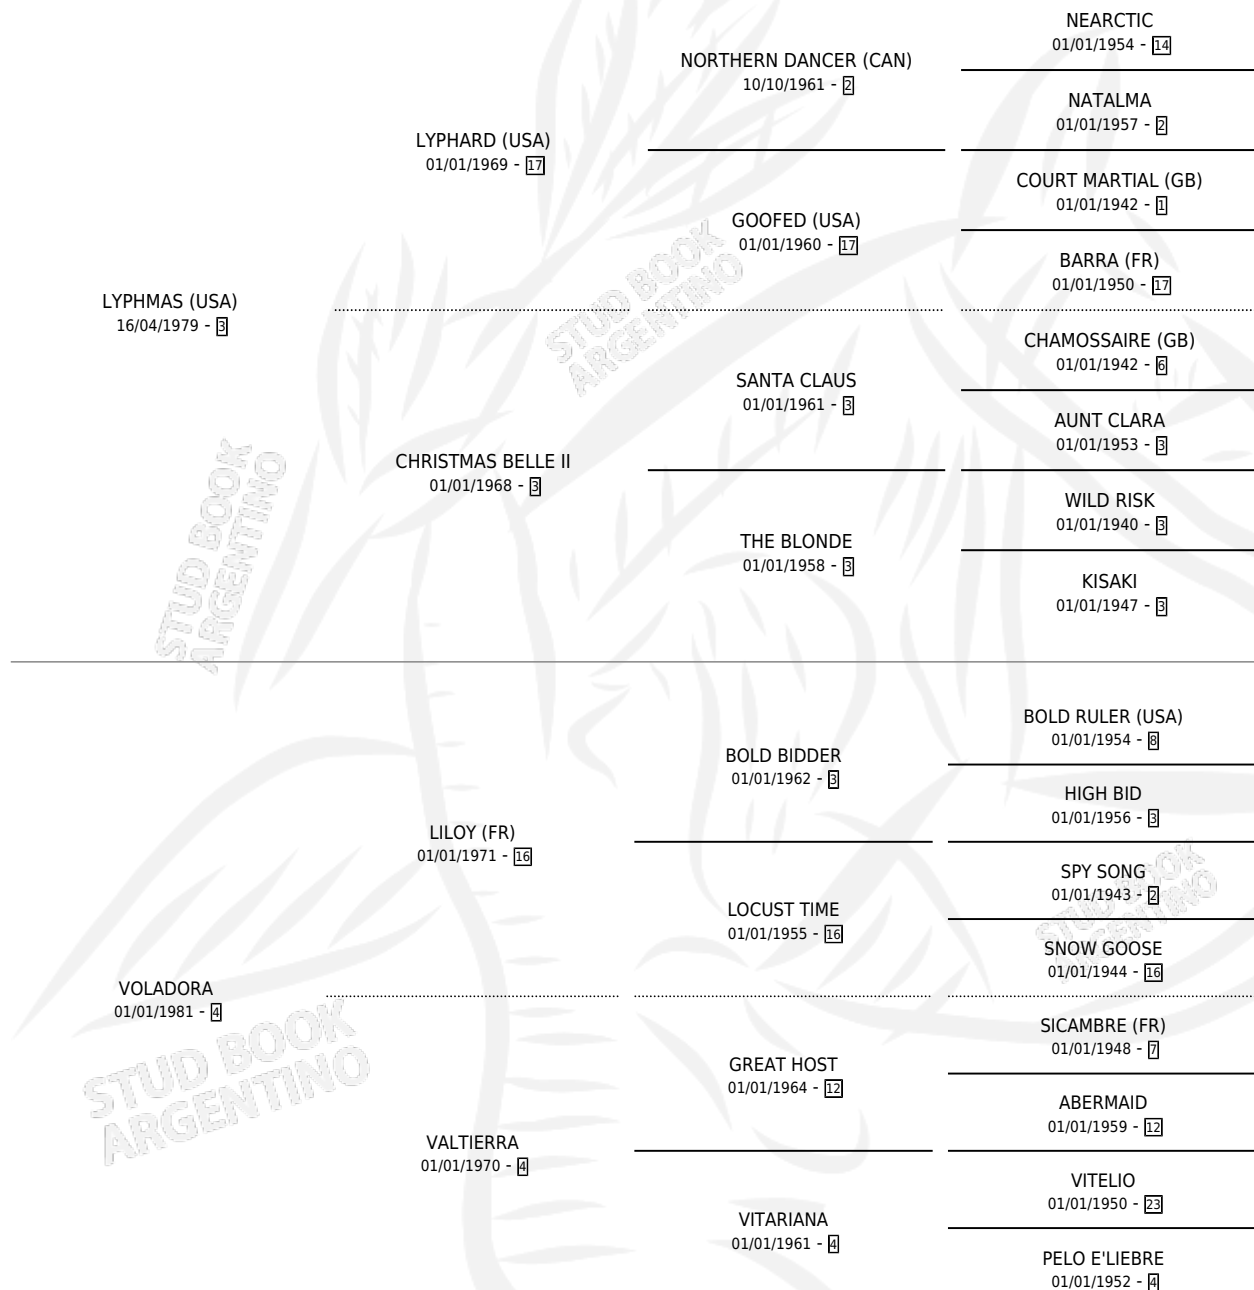 NEARCTIC
01/01/1954 - 14
NORTHERN DANCER (CAN)
10/10/1961 - 2
NATALMA
01/01/1957 - 2
LYPHARD (USA)
01/01/1969 - 17
COURT MARTIAL (GB)
01/01/1942 - 1
GOOFED (USA)
01/01/1960 - 17
BARRA (FR)
01/01/1950 - 17
LYPHMAS (USA)
16/04/1979 - 3
STUD BOOK
ARGENTINO
CHAMOSSAIRE (GB)
01/01/1942 - 6
SANTA CLAUS
01/01/1961 - 3
AUNT CLARA
01/01/1953 - 3
CHRISTMAS BELLE II
01/01/1968 - 3
WILD RISK
01/01/1940 - 3
THE BLONDE
01/01/1958 - 3
KISAKI
01/01/1947 - 3
STUD BOOK
ARGENTINO
BOLD RULER (USA)
01/01/1954 - 8
BOLD BIDDER
01/01/1962 - 3
HIGH BID
01/01/1956 - 3
LILOY (FR)
01/01/1971 - 16
SPY SONG
01/01/1943 - 2
LOCUST TIME
01/01/1955 - 16
SNOW GOOSE
01/01/1944 - 16
STUD BOOK
ARGENTINO
VOLADORA
01/01/1981 - 4
SICAMBRE (FR)
01/01/1948 - 7
GREAT HOST
01/01/1964 - 12
ABERMAID
01/01/1959 - 12
STUD BOOK
ARGENTINO
VALTIERRA
01/01/1970 - 4
VITELIO
01/01/1950 - 23
VITARIANA
01/01/1961 - 4
PELO E'LIEBRE
01/01/1952 - 4